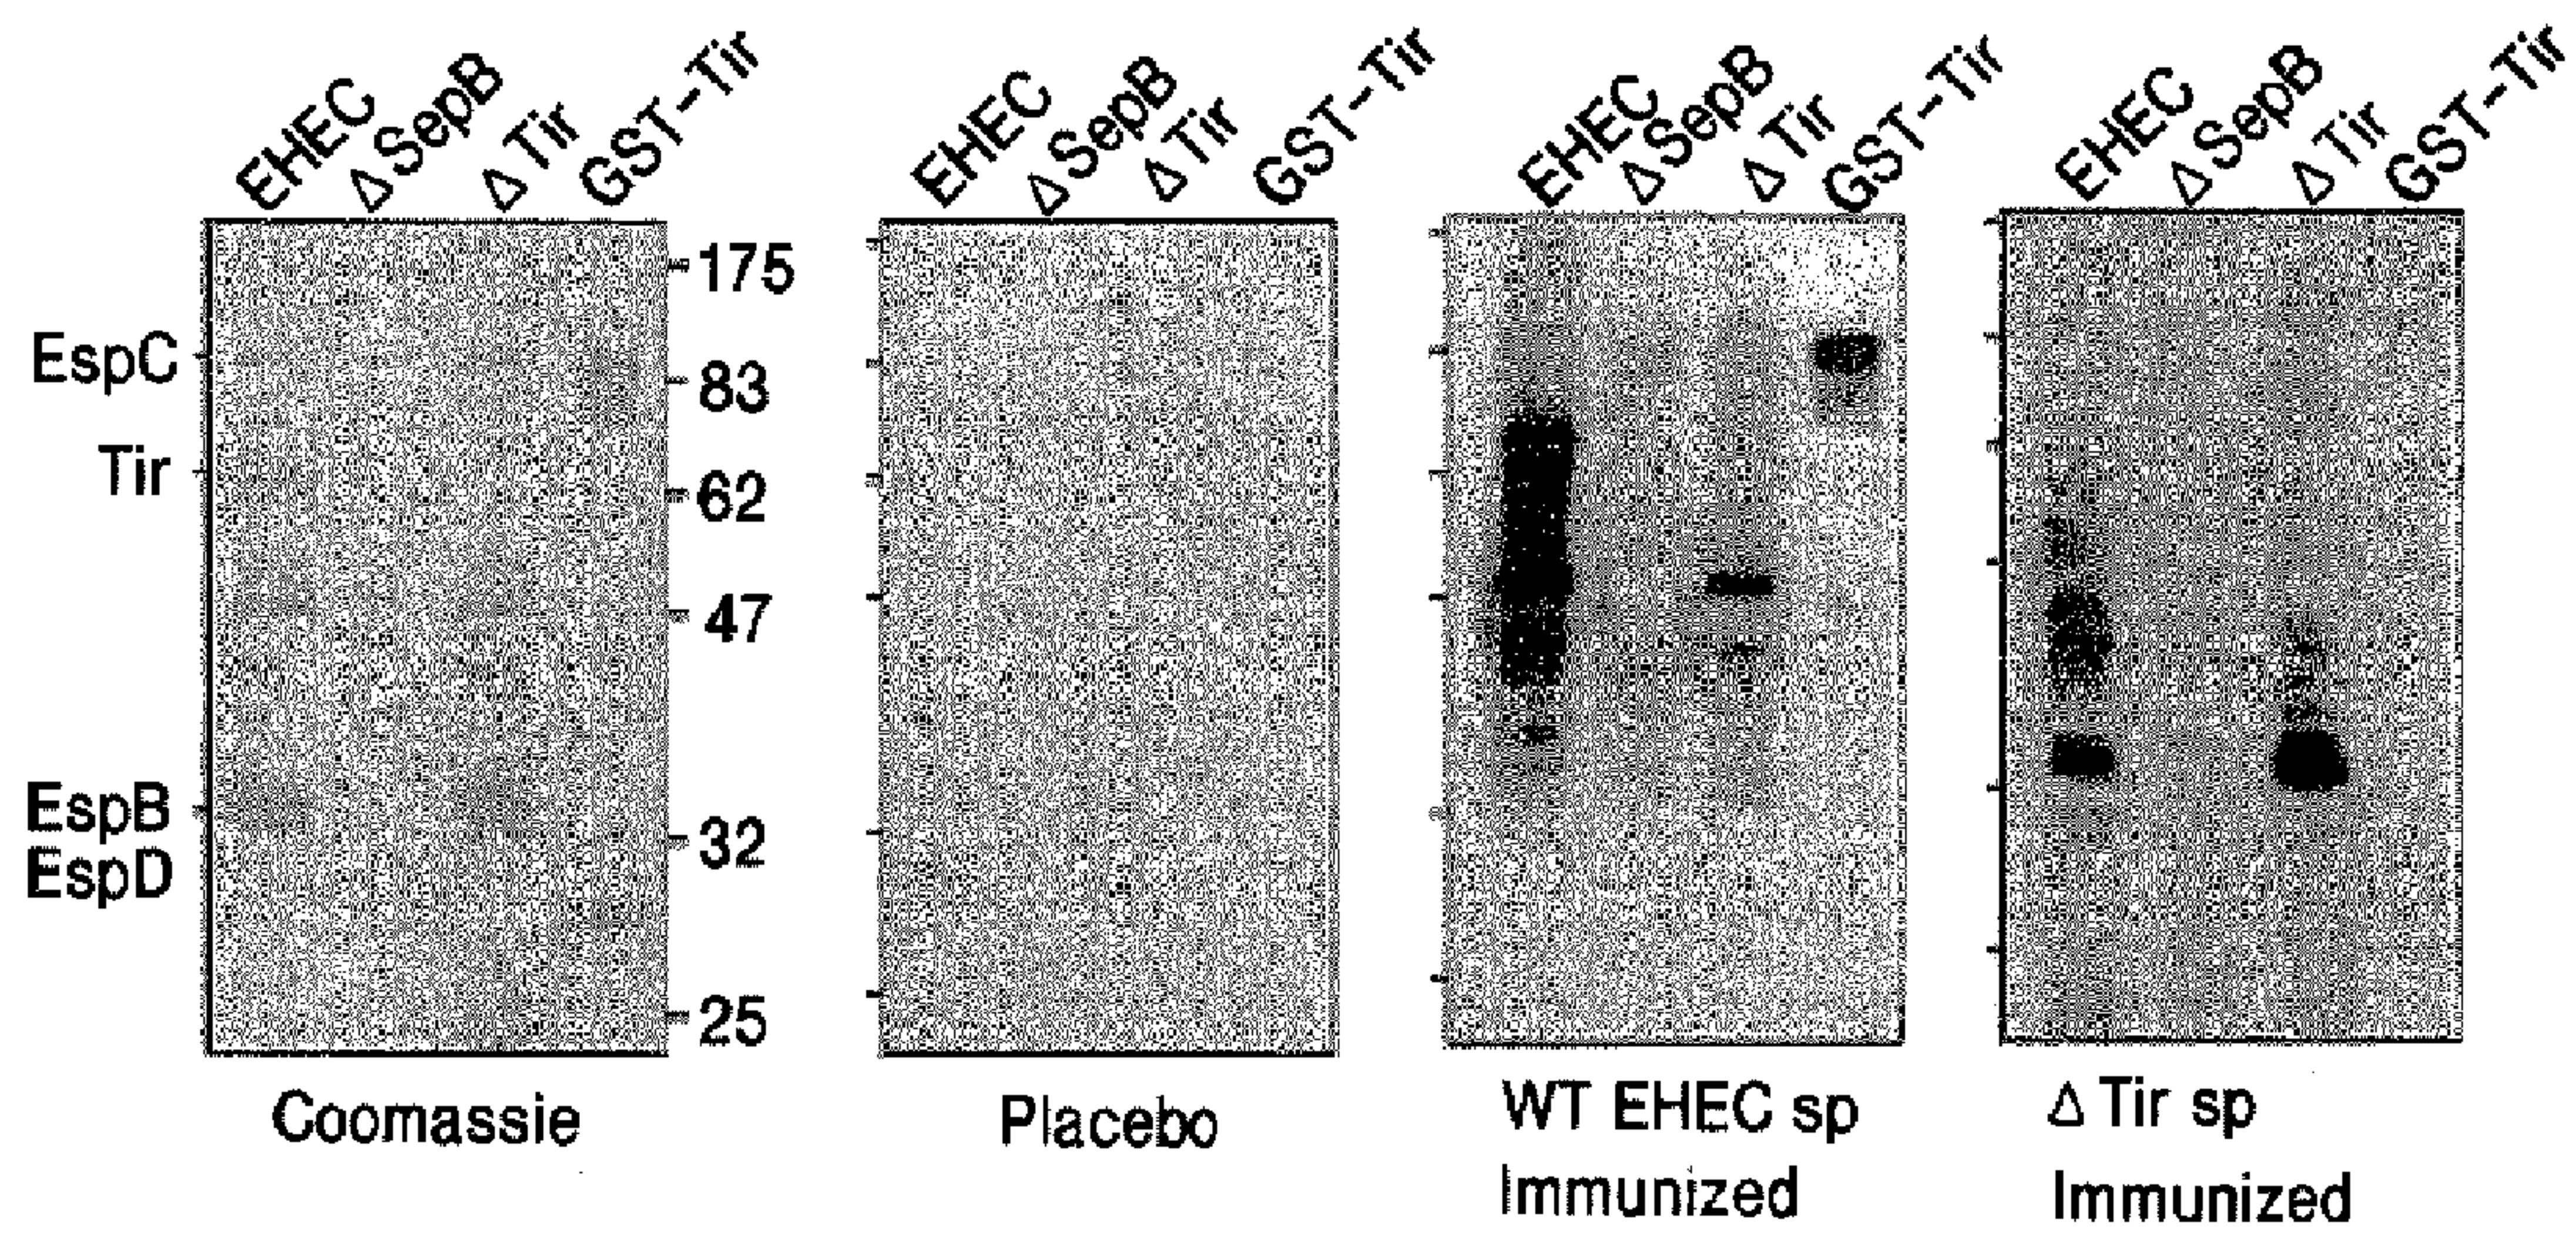 EHEC
ΔSepB
ΔTir
GST-Tir
EHEC
ΔSepB
ΔTir
GST-Tir
EHEC
ΔSepB
ΔTir
GST-Tir
EHEC
ΔSepB
ΔTir
GST-Tir
EspC
Tir
EspB
EspD
175
83
62
47
32
25
Coomassie
Placebo
WT EHEC sp
Immunized
Δ Tir sp
Immunized